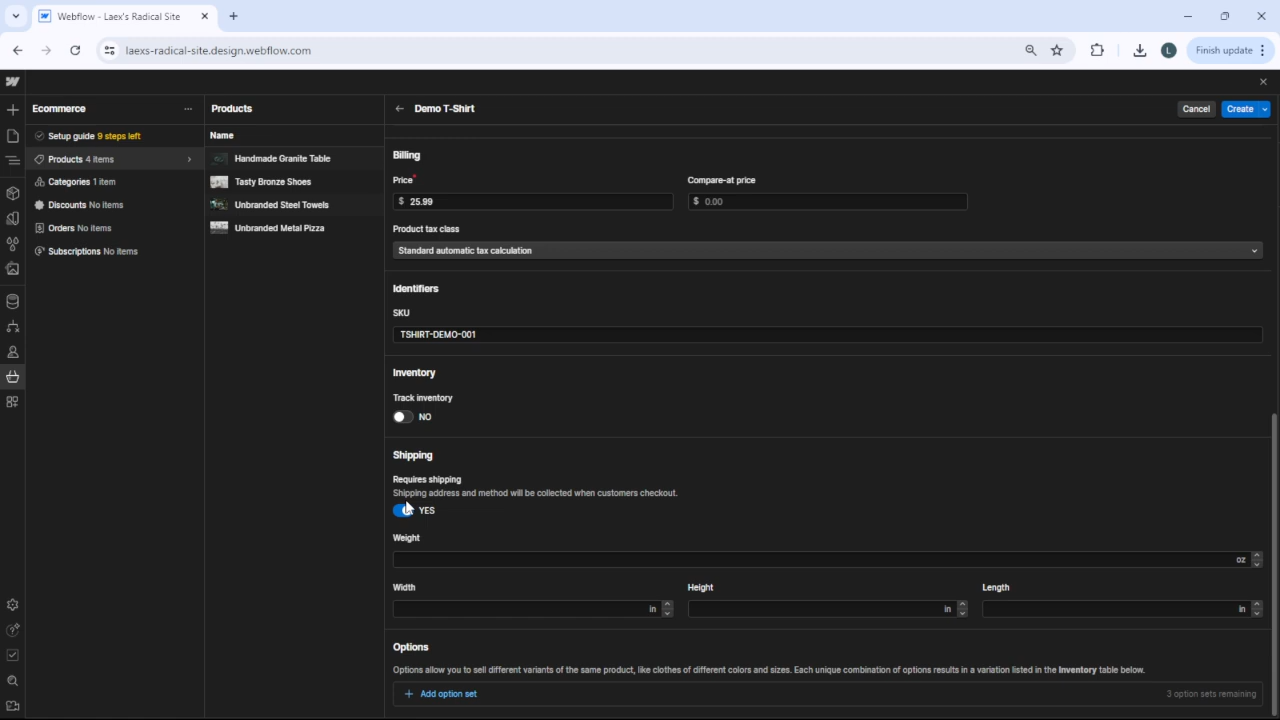 Webflow - Laex's Radical Site
laexs-radical-site.design.webflow.com
L
Finish update
Ecommerce
Products
Demo T-Shirt
Cancel
Create
Setup guide 9 steps left
Name
Products 4 items
Handmade Granite Table
Categories 1 item
Tasty Bronze Shoes
Discounts No items
Unbranded Steel Towels
Orders No items
Unbranded Metal Pizza
Subscriptions No items
Billing
Price*
Compare-at price
$ 25.99
$ 0.00
Product tax class
Standard automatic tax calculation
Identifiers
SKU
TSHIRT-DEMO-001
Inventory
Track inventory
NO
Shipping
Requires shipping
Shipping address and method will be collected when customers checkout.
YES
Weight
oz
Width
Height
Length
in
in
in
Options
Options allow you to sell different variants of the same product, like clothes of different colors and sizes. Each unique combination of options results in a variation listed in the Inventory table below.
+ Add option set
3 option sets remaining